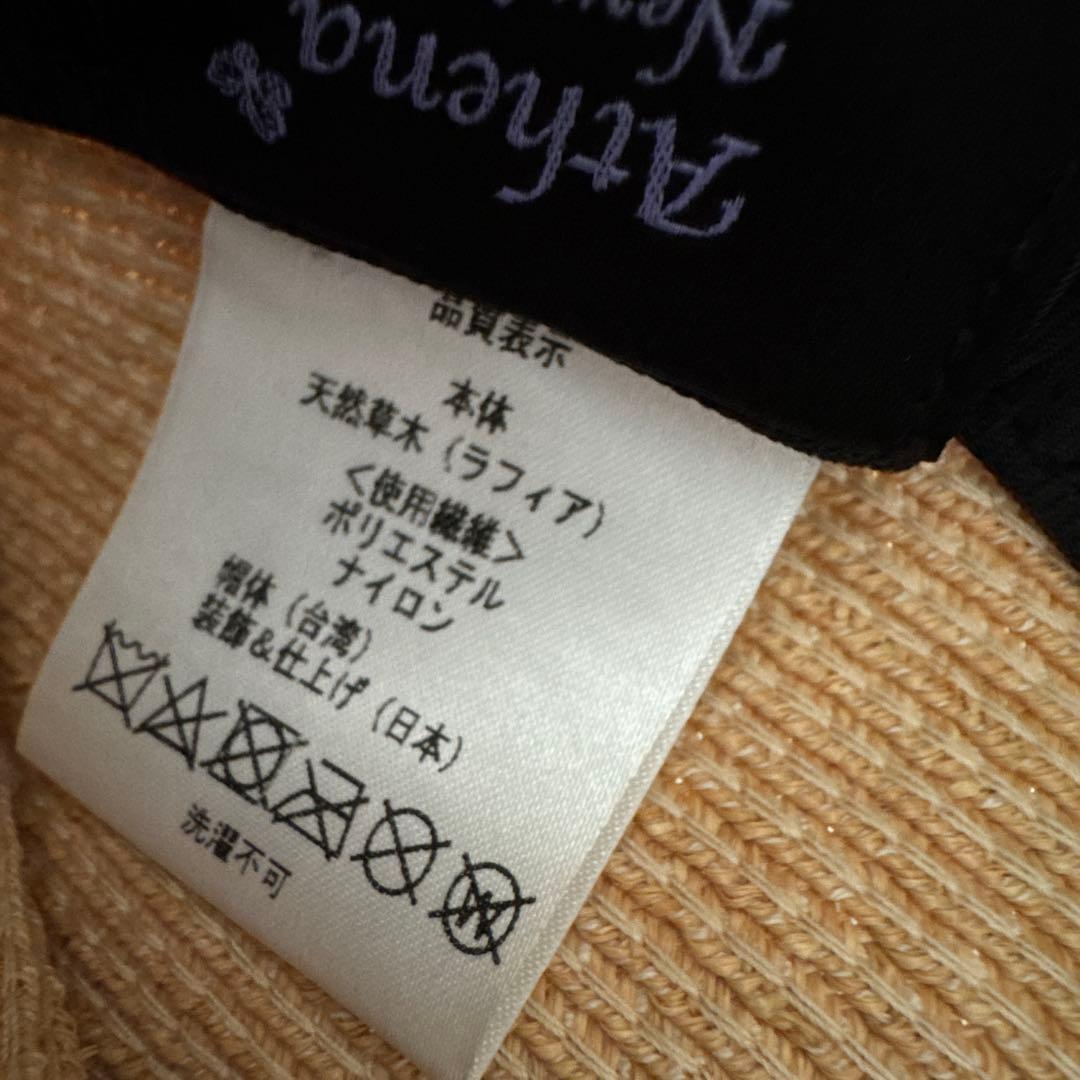 Athena
New
品質表示
本体
天然草木（ラフィア）
＜使用繊維＞
ポリエステル
ナイロン
帽体（台湾）
装飾＆仕上げ（日本）
洗濯不可